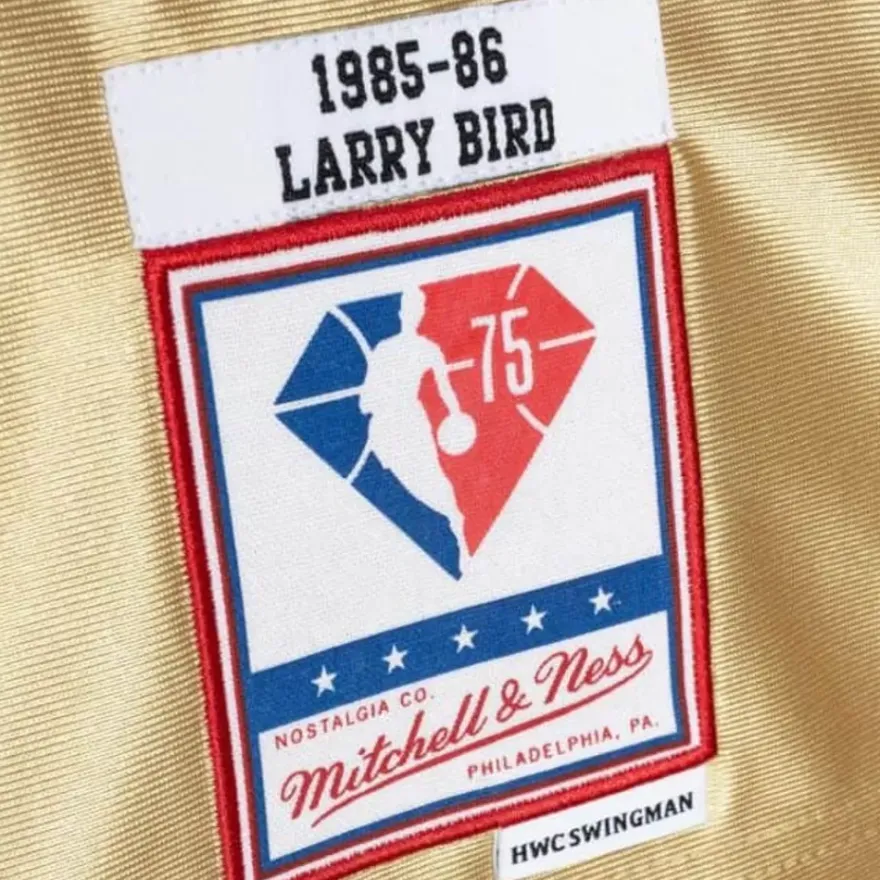 1985-86
LARRY BIRD
75
NOSTALGIA CO.
Mitchell & Ness
PHILADELPHIA, PA.
HWC SWINGMAN